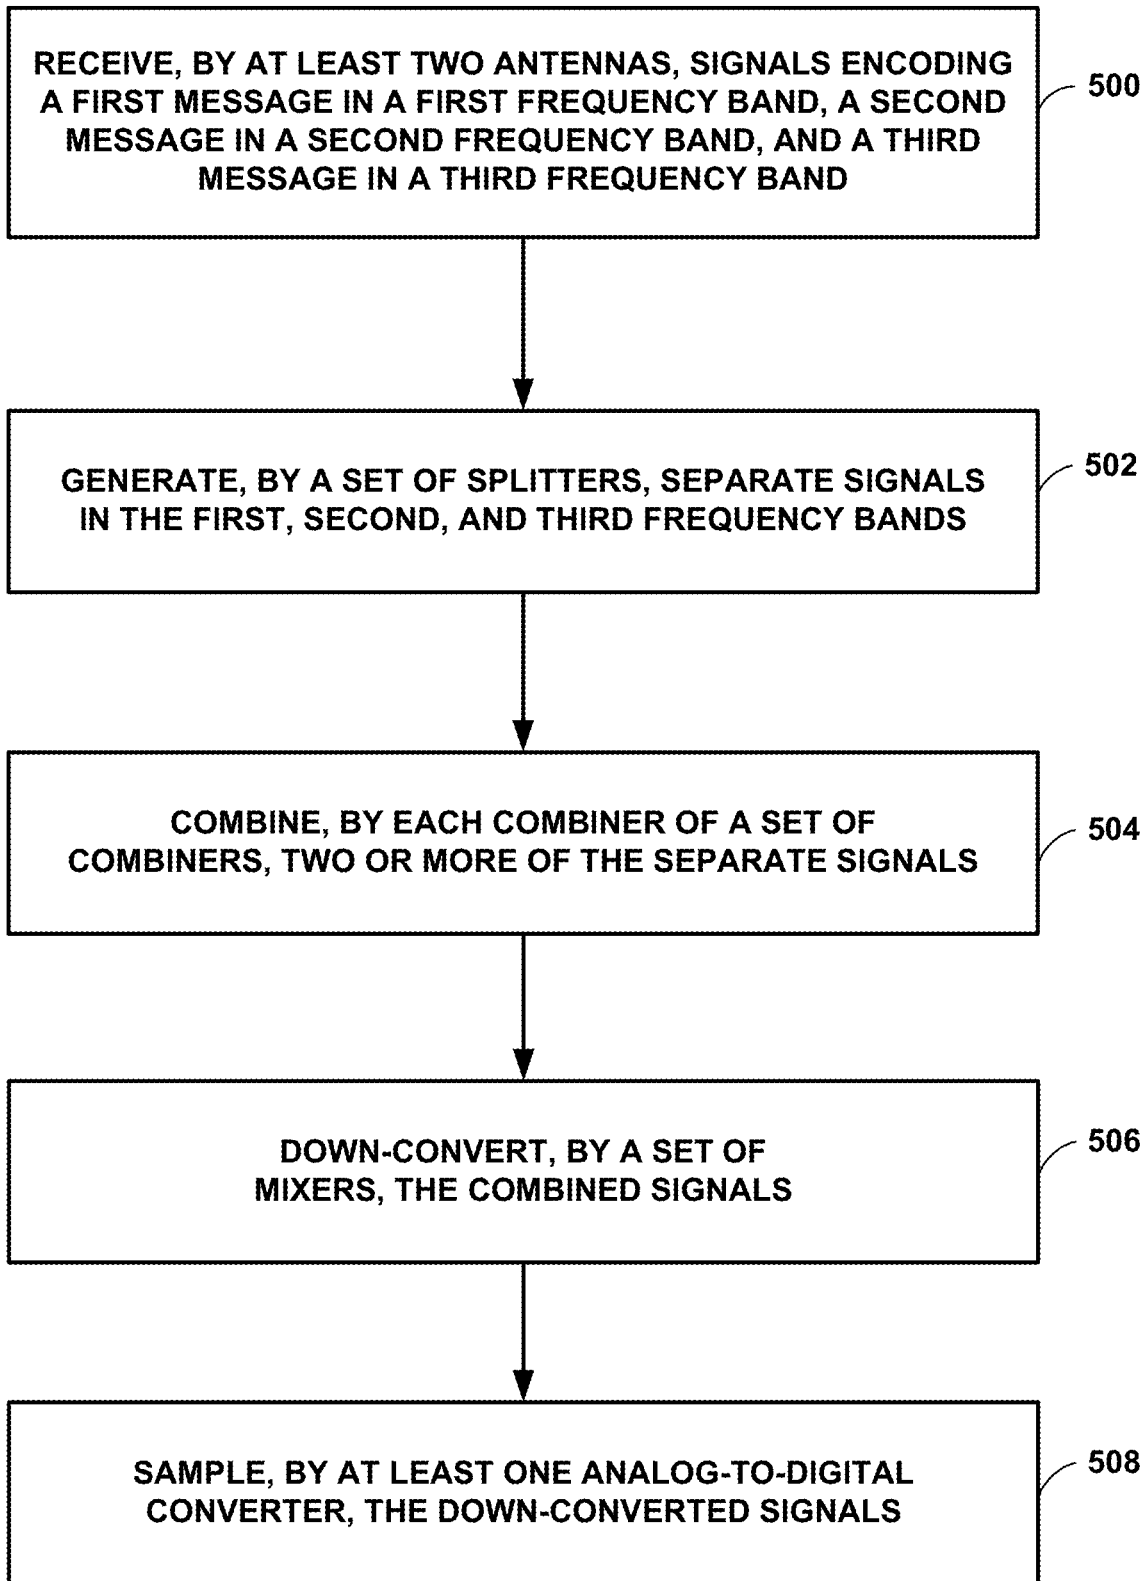 RECEIVE, BY AT LEAST TWO ANTENNAS, SIGNALS ENCODING
A FIRST MESSAGE IN A FIRST FREQUENCY BAND, A SECOND
MESSAGE IN A SECOND FREQUENCY BAND, AND A THIRD
MESSAGE IN A THIRD FREQUENCY BAND
500
GENERATE, BY A SET OF SPLITTERS, SEPARATE SIGNALS
IN THE FIRST, SECOND, AND THIRD FREQUENCY BANDS
502
COMBINE, BY EACH COMBINER OF A SET OF
COMBINERS, TWO OR MORE OF THE SEPARATE SIGNALS
504
DOWN-CONVERT, BY A SET OF
MIXERS, THE COMBINED SIGNALS
506
SAMPLE, BY AT LEAST ONE ANALOG-TO-DIGITAL
CONVERTER, THE DOWN-CONVERTED SIGNALS
508